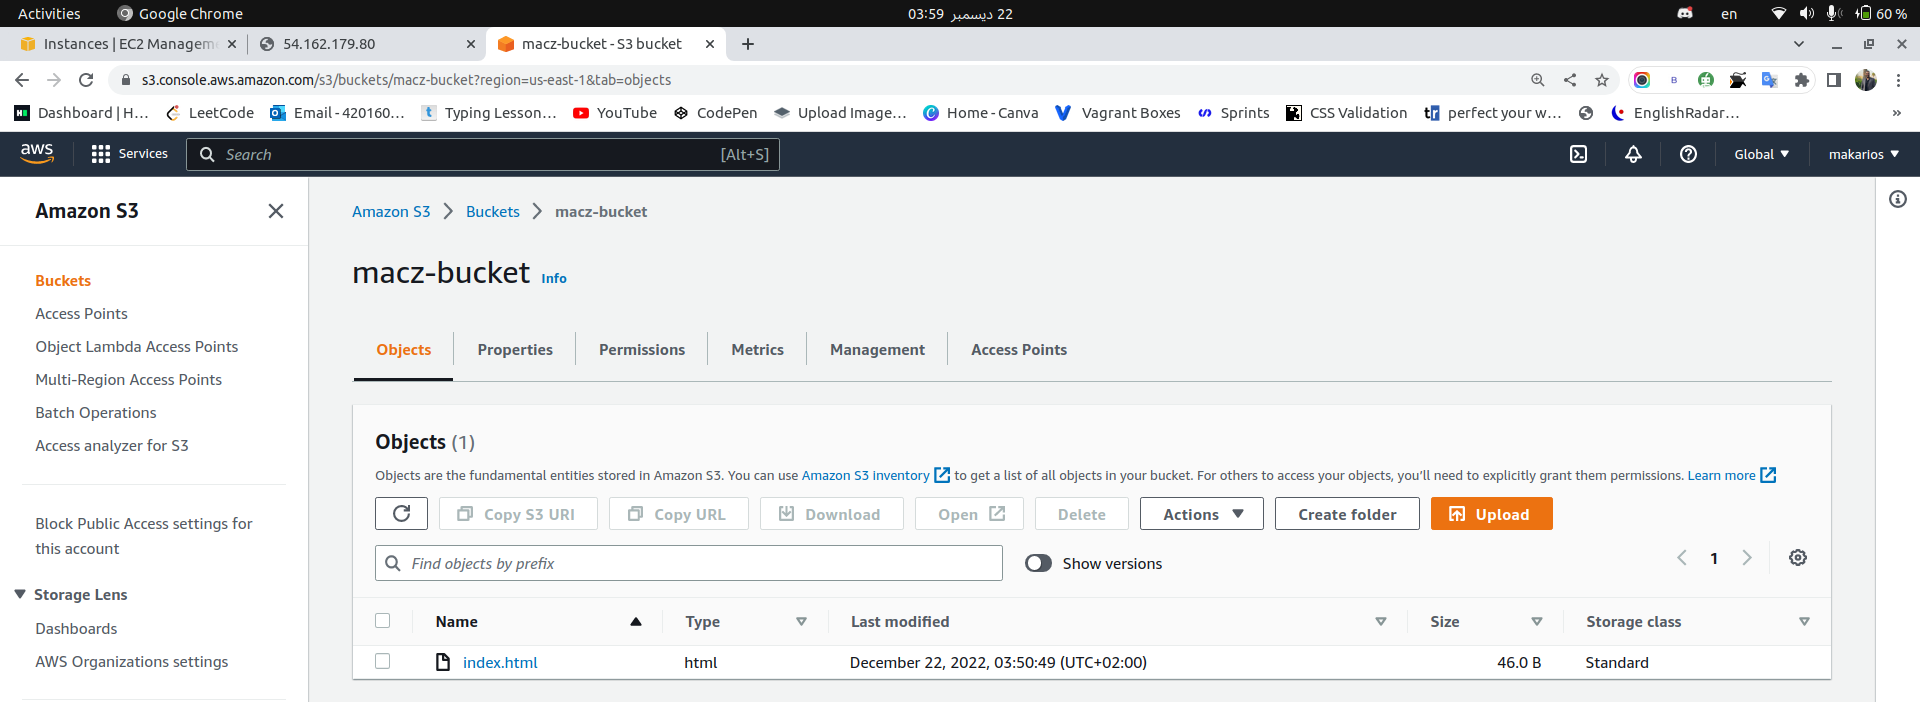 Activities Google Chrome 22 ديسمبر 03:59 en 60 %
Instances | EC2 Managem 54.162.179.80 macz-bucket - S3 bucket
s3.console.aws.amazon.com/s3/buckets/macz-bucket?region=us-east-1&tab=objects
Dashboard | H... LeetCode Email - 420160... Typing Lesson... YouTube CodePen Upload Image... Home - Canva Vagrant Boxes Sprints CSS Validation perfect your w... EnglishRadar... »
aws Services Search [Alt+S] Global makarios
Amazon S3
Buckets
Access Points
Object Lambda Access Points
Multi-Region Access Points
Batch Operations
Access analyzer for S3
Block Public Access settings for
this account
Storage Lens
Dashboards
AWS Organizations settings
Amazon S3 Buckets macz-bucket
macz-bucket Info
Objects Properties Permissions Metrics Management Access Points
Objects (1)
Objects are the fundamental entities stored in Amazon S3. You can use Amazon S3 inventory to get a list of all objects in your bucket. For others to access your objects, you'll need to explicitly grant them permissions. Learn more
Copy S3 URI Copy URL Download Open Delete Actions Create folder Upload
Find objects by prefix Show versions 1
Name Type Last modified Size Storage class
index.html html December 22, 2022, 03:50:49 (UTC+02:00) 46.0 B Standard